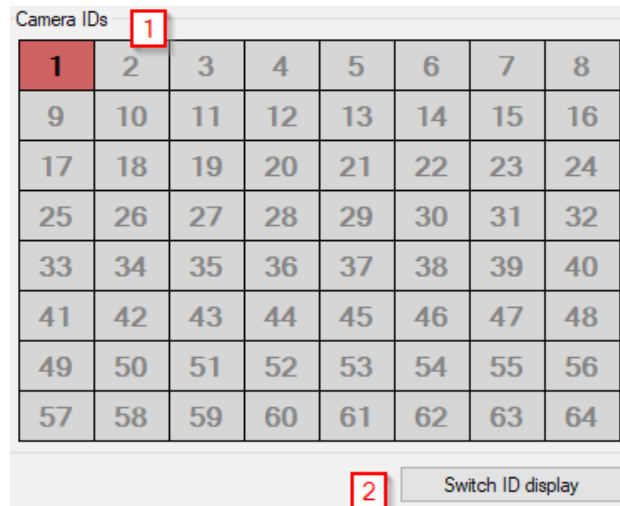 Camera IDs 1
1 2 3 4 5 6 7 8
9 10 11 12 13 14 15 16
17 18 19 20 21 22 23 24
25 26 27 28 29 30 31 32
33 34 35 36 37 38 39 40
41 42 43 44 45 46 47 48
49 50 51 52 53 54 55 56
57 58 59 60 61 62 63 64
2 Switch ID display